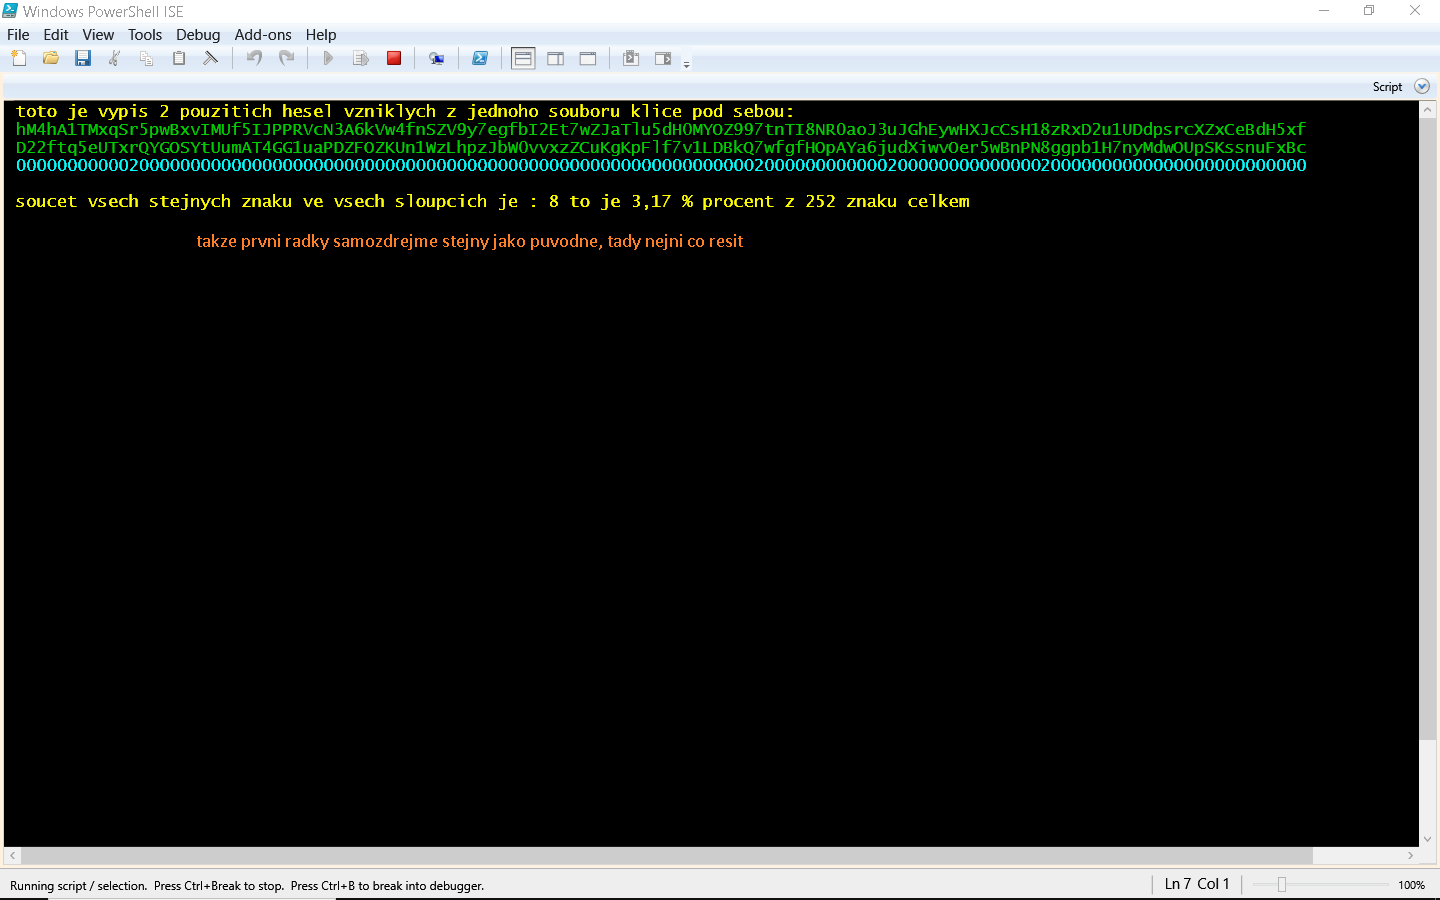 Windows PowerShell ISE
File Edit View Tools Debug Add-ons Help
Script
toto je vypis 2 pouzitich hesel vzniklych z jednoho souboru klice pod sebou:
hM4hA1TMxqSr5pwBxvIMUf5IJPPRVcN3A6kVw4fnSZV9y7egfbI2Et7wZJaTlu5dH0MYOZ997tnTI8NR0aoJ3uJGhEywHXJcCsH18zRxD2u1UDdpsrcXZxCeBdH5xf
D22ftq5eUTxrQYGOSYtUumAT4GG1uaPDZFOZKUn1WzLhpzJbW0vvxzZCuKgKpFlf7v1LDBkQ7wfgfHOpAYa6judXiwvOer5wBnPN8ggpb1H7nyMdwOUpSKssnuFxBc
000000000002000000000000000000000000000000000000000000000000000000000000200000000000020000000000000020000000000000000000000000
soucet vsech stejnych znaku ve vsech sloupcich je : 8 to je 3,17 % procent z 252 znaku celkem
takze prvni radky samozdrejme stejny jako puvodne, tady nejni co resit
Running script / selection. Press Ctrl+Break to stop. Press Ctrl+B to break into debugger.
Ln 7 Col 1
100%